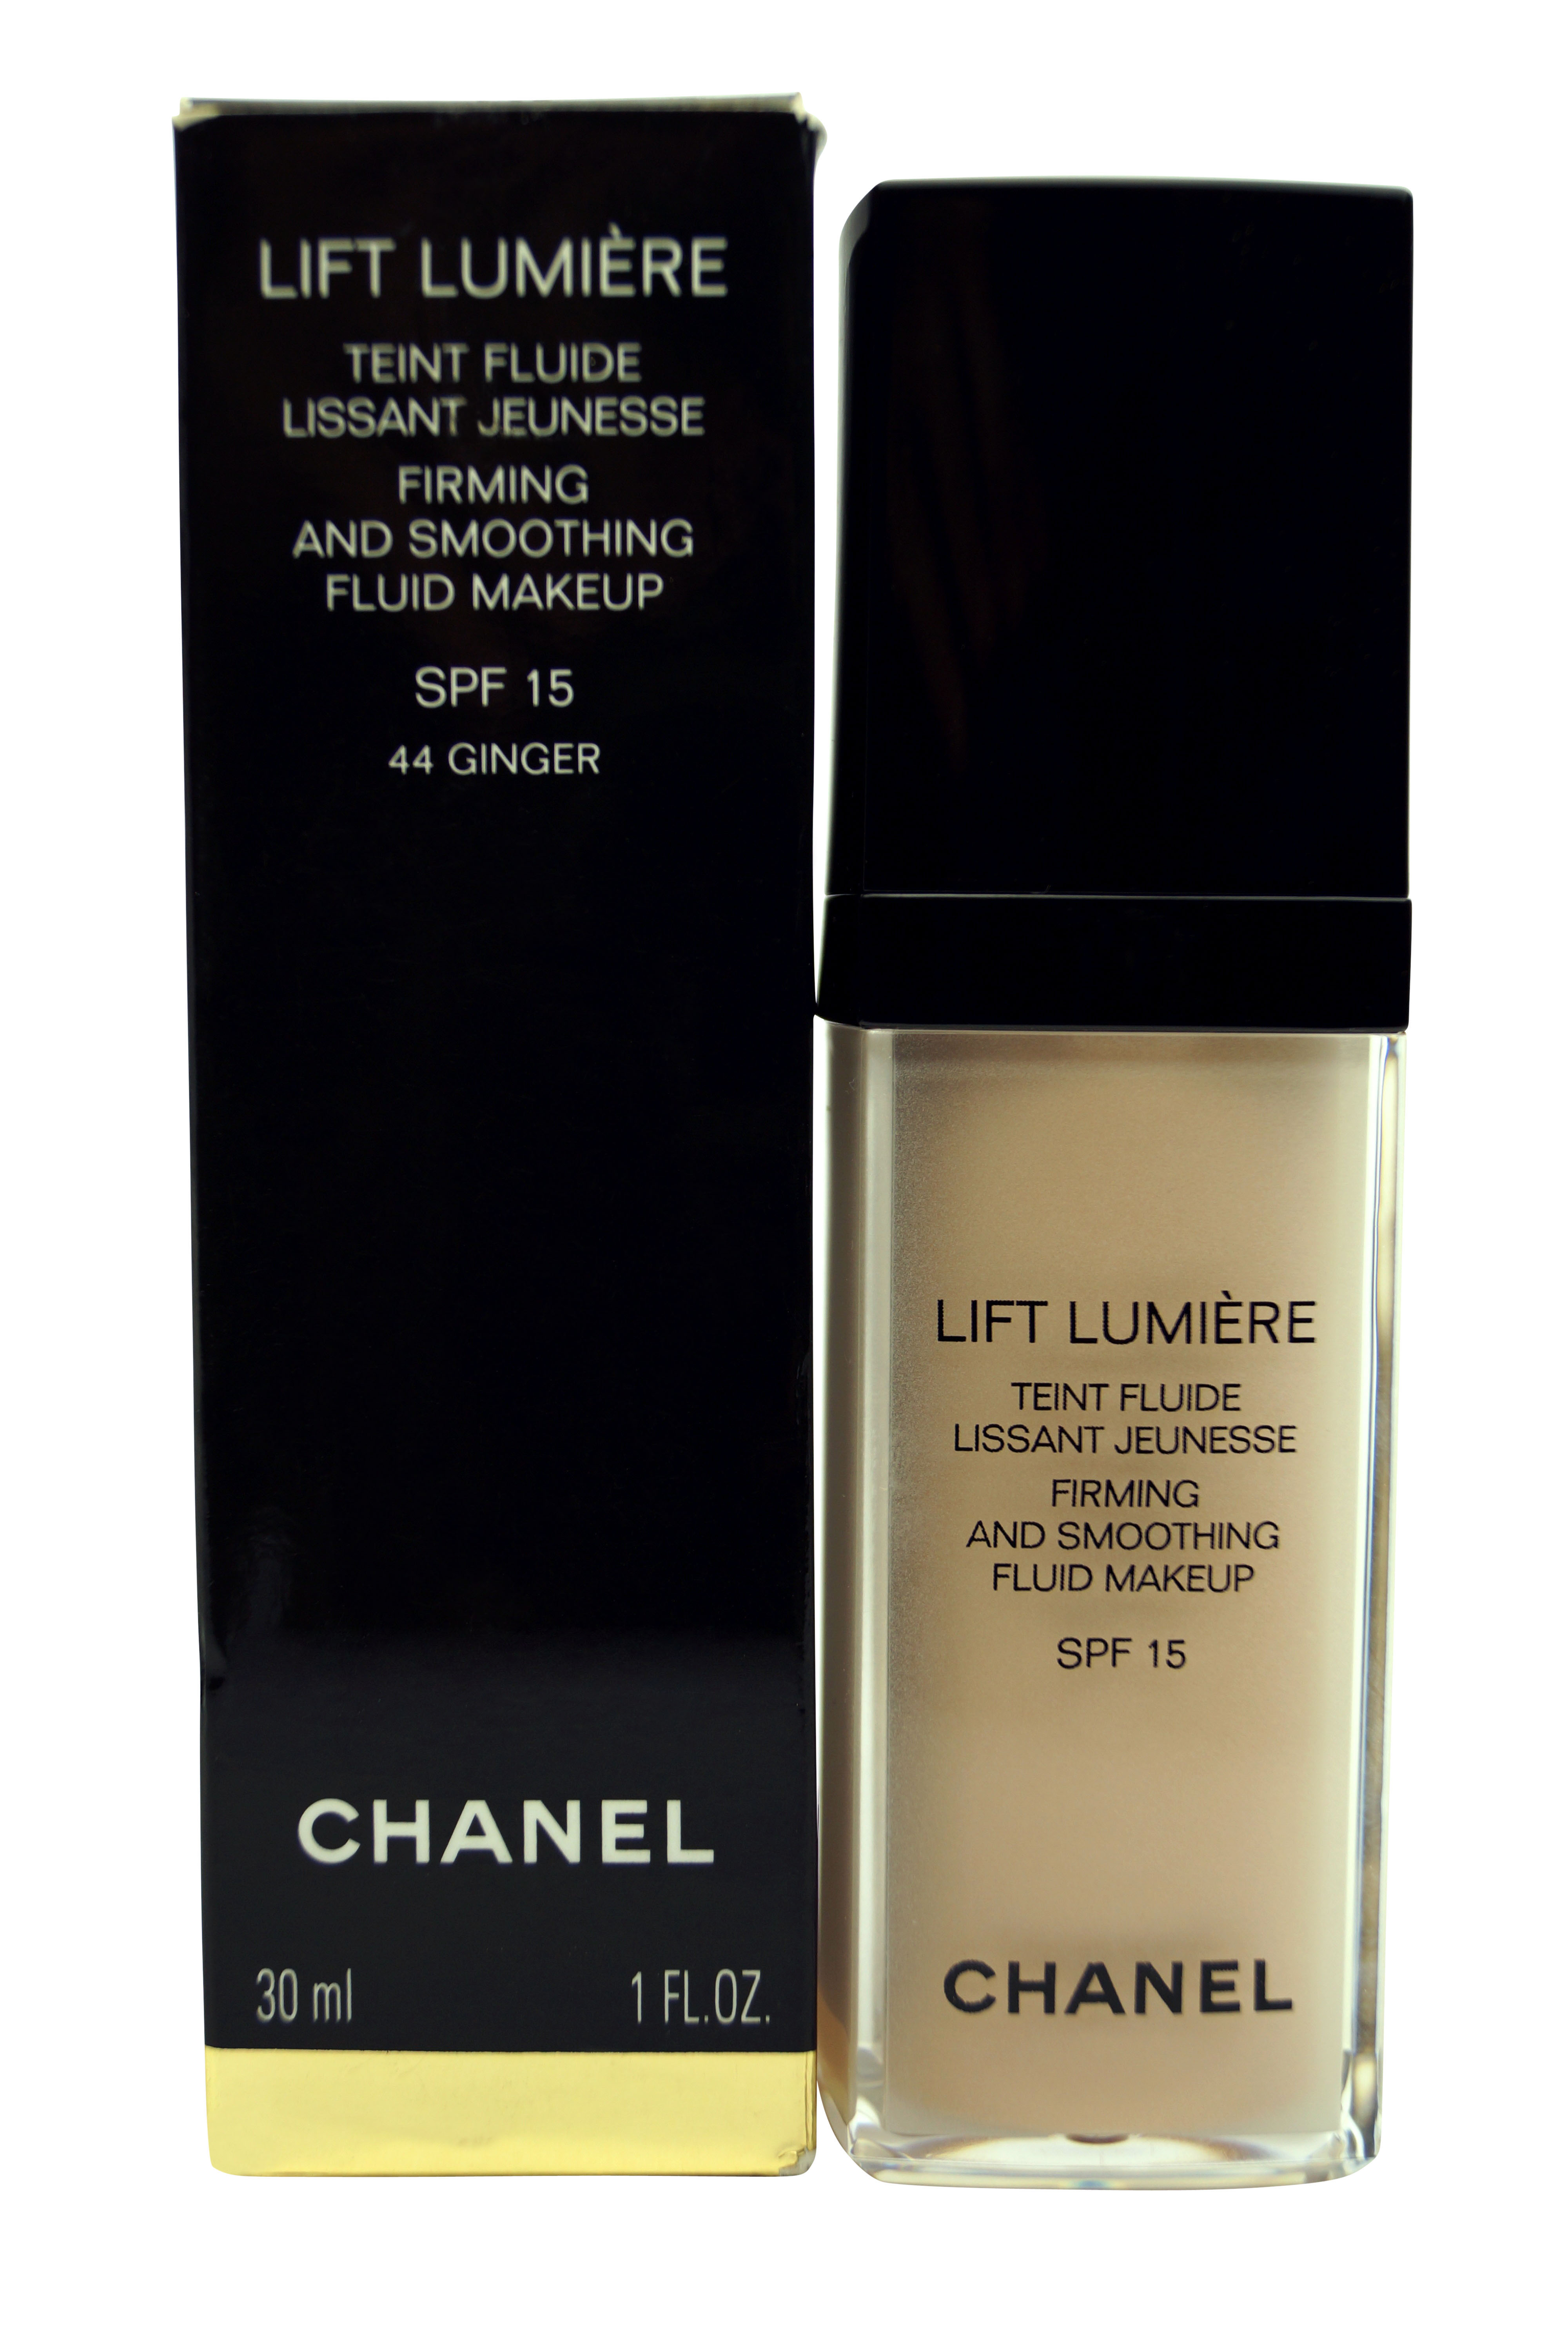 LIFT LUMIÈRE
TEINT FLUIDE
LISSANT JEUNESSE
FIRMING
AND SMOOTHING
FLUID MAKEUP
SPF 15
44 GINGER
CHANEL
30 ml 1 FL.OZ.
LIFT LUMIÈRE
TEINT FLUIDE
LISSANT JEUNESSE
FIRMING
AND SMOOTHING
FLUID MAKEUP
SPF 15
CHANEL